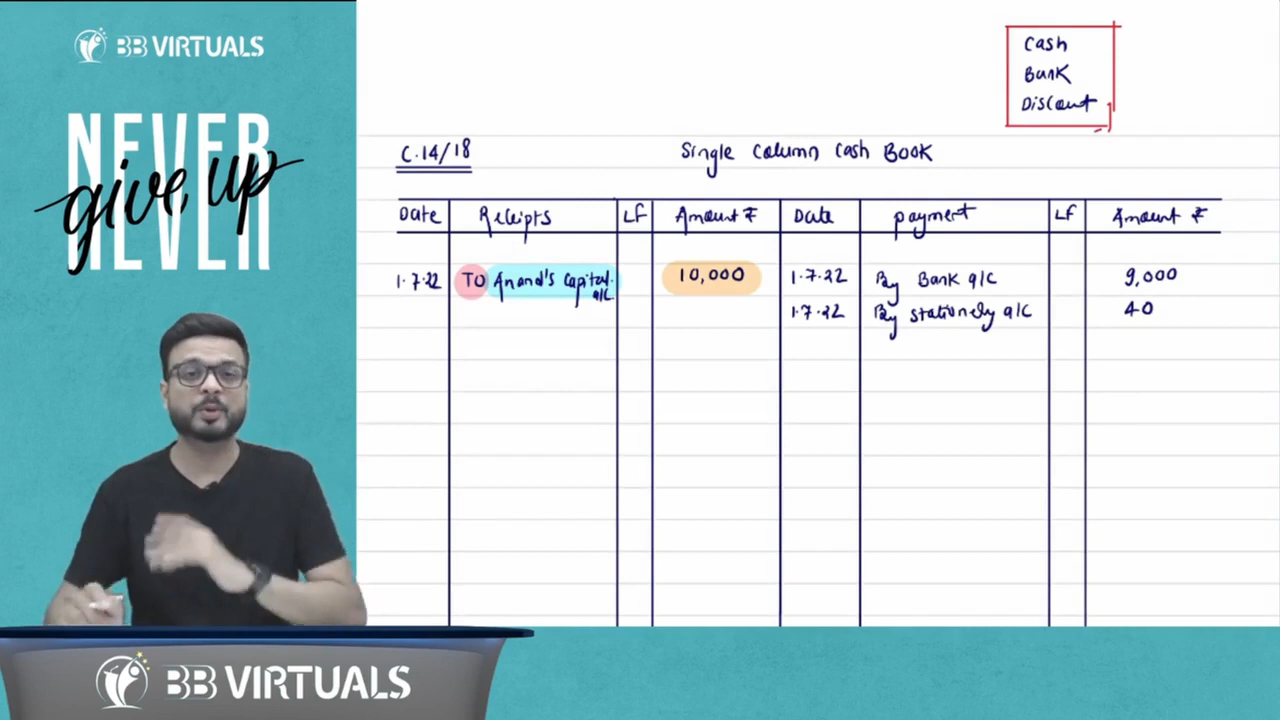 BB VIRTUALS
NEVER
give up
NEVER
Cash
Bank
Discount
C.14/18
Single Column Cash Book
Date Receipts LF Amount ₹ Date payment LF Amount ₹
1.7.22 TO Anand's Capital a/c 10,000 1.7.22 By Bank a/c 9,000
1.7.22 By stationely a/c 40
BB VIRTUALS